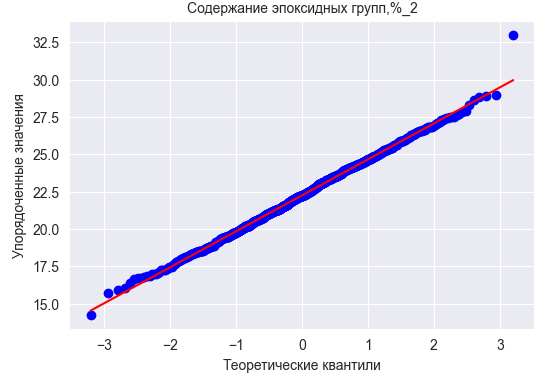 Содержание эпоксидных групп,%_2
Упорядоченные значения
32.5
30.0
27.5
25.0
22.5
20.0
17.5
15.0
−3 −2 −1 0 1 2 3
Теоретические квантили